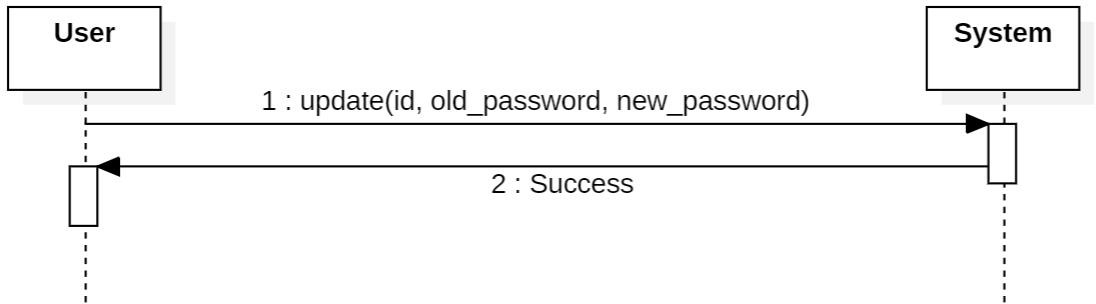 User
System
1 : update(id, old_password, new_password)
2 : Success